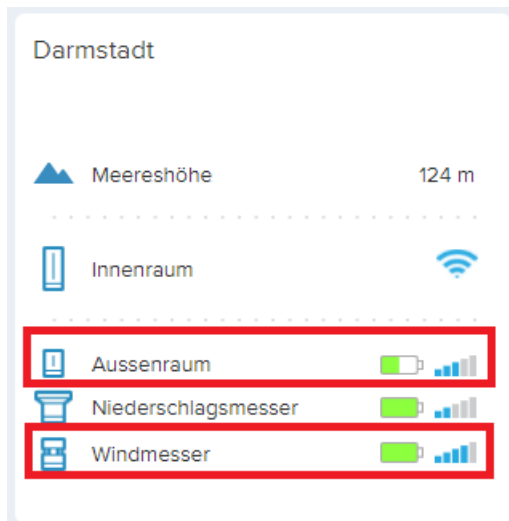 Darmstadt
Meereshöhe 124 m
Innenraum
Aussenraum
Niederschlagsmesser
Windmesser